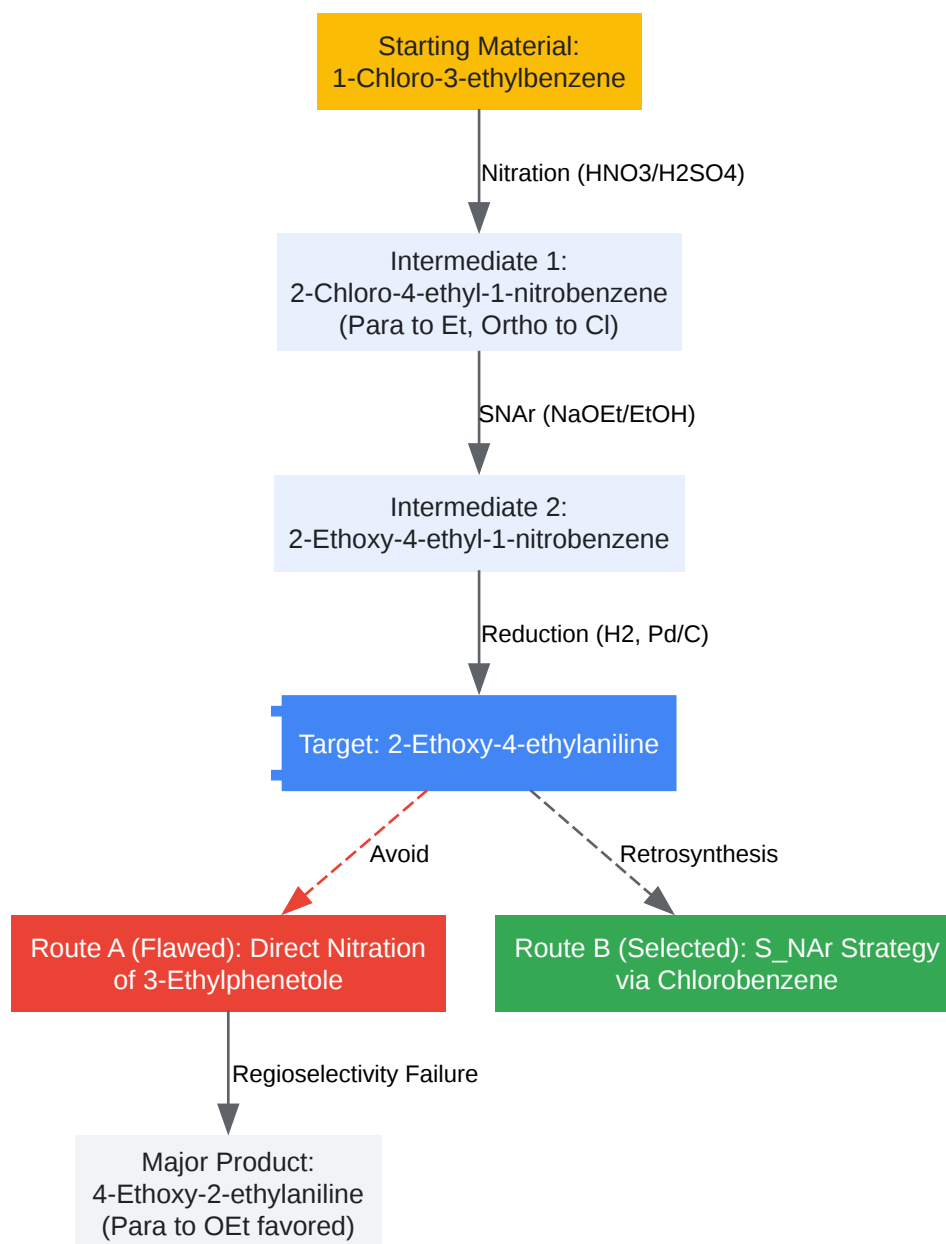 Starting Material:
1-Chloro-3-ethylbenzene
Nitration (HNO3/H2SO4)
Intermediate 1:
2-Chloro-4-ethyl-1-nitrobenzene
(Para to Et, Ortho to Cl)
SNAr (NaOEt/EtOH)
Intermediate 2:
2-Ethoxy-4-ethyl-1-nitrobenzene
Reduction (H2, Pd/C)
Target: 2-Ethoxy-4-ethylaniline
Avoid
Retrosynthesis
Route A (Flawed): Direct Nitration
of 3-Ethylphenetole
Route B (Selected): S_NAr Strategy
via Chlorobenzene
Regioselectivity Failure
Major Product:
4-Ethoxy-2-ethylaniline
(Para to OEt favored)